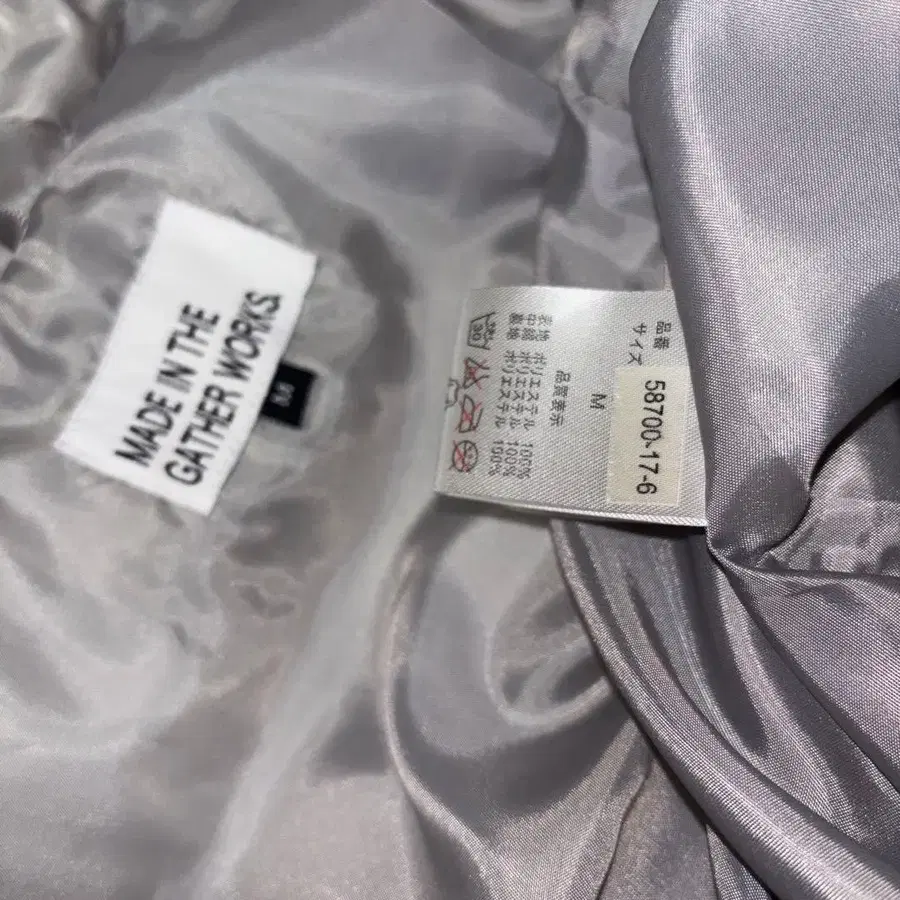 MADE IN THE
GATHER WORKS.
M
品番 58700-17-6
サイズ M
品質表示
表地 ポリエステル 100%
中綿 ポリエステル 100%
裏地 ポリエステル 100%
30